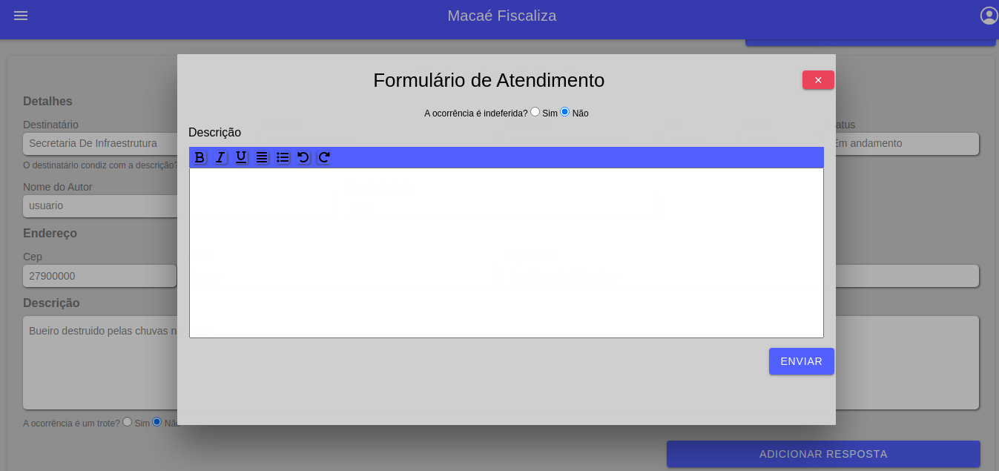 Macaé Fiscaliza
Formulário de Atendimento
×
A ocorrência é indeferida? Sim Não
Descrição
B I U
ENVIAR
Detalhes
Destinatário
Secretaria De Infraestrutura
O destinatário condiz com a descrição?
atus
Em andamento
Nome do Autor
usuario
Endereço
Cep
27900000
Descrição
Bueiro destruido pelas chuvas n
A ocorrência é um trote? Sim Não
ADICIONAR RESPOSTA